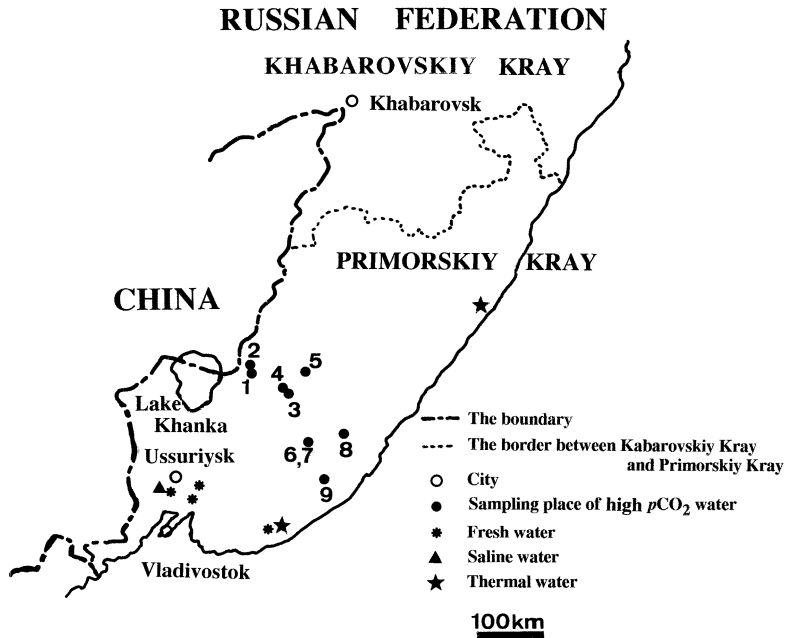 RUSSIAN FEDERATION
KHABAROVSKIY KRAY
Khabarovsk
PRIMORSKIY KRAY
CHINA
2
1
4
5
3
Lake
Khanka
6,7
8
9
Ussuriysk
Vladivostok
The boundary
The border between Kabarovskiy Kray
and Primorskiy Kray
City
Sampling place of high pCO2 water
Fresh water
Saline water
Thermal water
100km